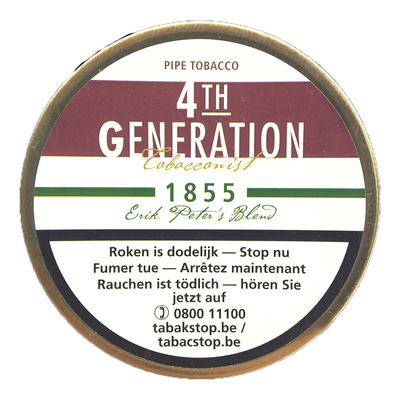 PIPE TOBACCO
4TH
GENERATION
Tobacconist
1855
Erik Peter's Blend
Roken is dodelijk — Stop nu
Fumer tue — Arrêtez maintenant
Rauchen ist tödlich — hören Sie
jetzt auf
✆ 0800 11100
tabakstop.be /
tabacstop.be